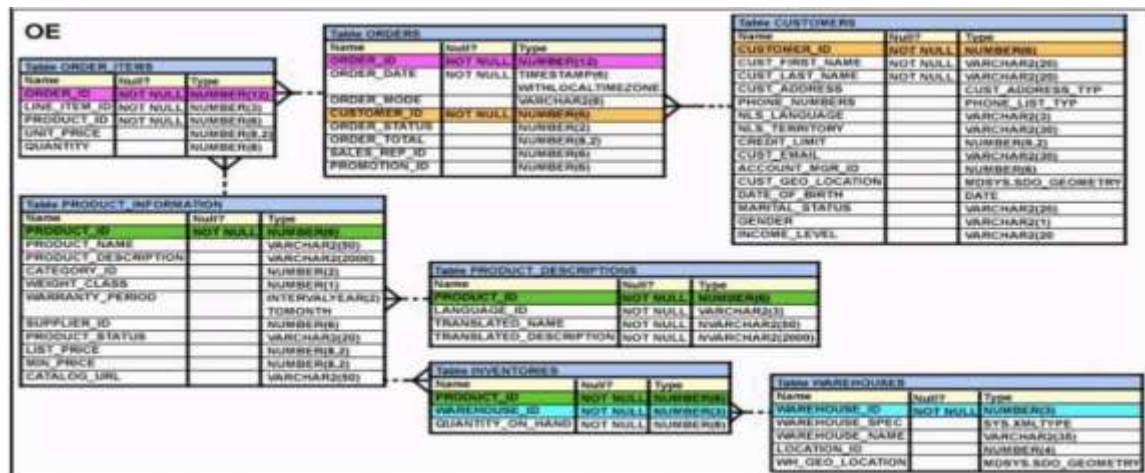 OE
Table ORDER_ITEMS
Name Null? Type
ORDER_ID NOT NULL NUMBER(12)
LINE_ITEM_ID NOT NULL NUMBER(3)
PRODUCT_ID NOT NULL NUMBER(6)
UNIT_PRICE NUMBER(8,2)
QUANTITY NUMBER(8)
Table ORDERS
Name Null? Type
ORDER_ID NOT NULL NUMBER(12)
ORDER_DATE NOT NULL TIMESTAMP(6)
WITHLOCALTIMEZONE
ORDER_MODE VARCHAR2(8)
CUSTOMER_ID NOT NULL NUMBER(6)
ORDER_STATUS NUMBER(2)
ORDER_TOTAL NUMBER(8,2)
SALES_REP_ID NUMBER(6)
PROMOTION_ID NUMBER(6)
Table CUSTOMERS
Name Null? Type
CUSTOMER_ID NOT NULL NUMBER(6)
CUST_FIRST_NAME NOT NULL VARCHAR2(20)
CUST_LAST_NAME NOT NULL VARCHAR2(20)
CUST_ADDRESS CUST_ADDRESS_TYP
PHONE_NUMBERS PHONE_LIST_TYP
NLS_LANGUAGE VARCHAR2(3)
NLS_TERRITORY VARCHAR2(30)
CREDIT_LIMIT NUMBER(9,2)
CUST_EMAIL VARCHAR2(30)
ACCOUNT_MGR_ID NUMBER(6)
CUST_GEO_LOCATION MDSYS.SDO_GEOMETRY
DATE_OF_BIRTH DATE
MARITAL_STATUS VARCHAR2(20)
GENDER VARCHAR2(1)
INCOME_LEVEL VARCHAR2(20
Table PRODUCT_INFORMATION
Name Null? Type
PRODUCT_ID NOT NULL NUMBER(6)
PRODUCT_NAME VARCHAR2(50)
PRODUCT_DESCRIPTION VARCHAR2(2000)
CATEGORY_ID NUMBER(2)
WEIGHT_CLASS NUMBER(1)
WARRANTY_PERIOD INTERVALYEAR(2)
TOMONTH
SUPPLIER_ID NUMBER(6)
PRODUCT_STATUS VARCHAR2(20)
LIST_PRICE NUMBER(8,2)
MIN_PRICE NUMBER(8,2)
CATALOG_URL VARCHAR2(50)
Table PRODUCT_DESCRIPTIONS
Name Null? Type
PRODUCT_ID NOT NULL NUMBER(6)
LANGUAGE_ID NOT NULL VARCHAR2(3)
TRANSLATED_NAME NOT NULL NVARCHAR2(50)
TRANSLATED_DESCRIPTION NOT NULL NVARCHAR2(2000)
Table INVENTORIES
Name Null? Type
PRODUCT_ID NOT NULL NUMBER(6)
WAREHOUSE_ID NOT NULL NUMBER(3)
QUANTITY_ON_HAND NOT NULL NUMBER(8)
Table WAREHOUSES
Name Null? Type
WAREHOUSE_ID NOT NULL NUMBER(3)
WAREHOUSE_SPEC SYS.XMLTYPE
WAREHOUSE_NAME VARCHAR2(35)
LOCATION_ID NUMBER(4)
WH_GEO_LOCATION MDSYS.SDO_GEOMETRY